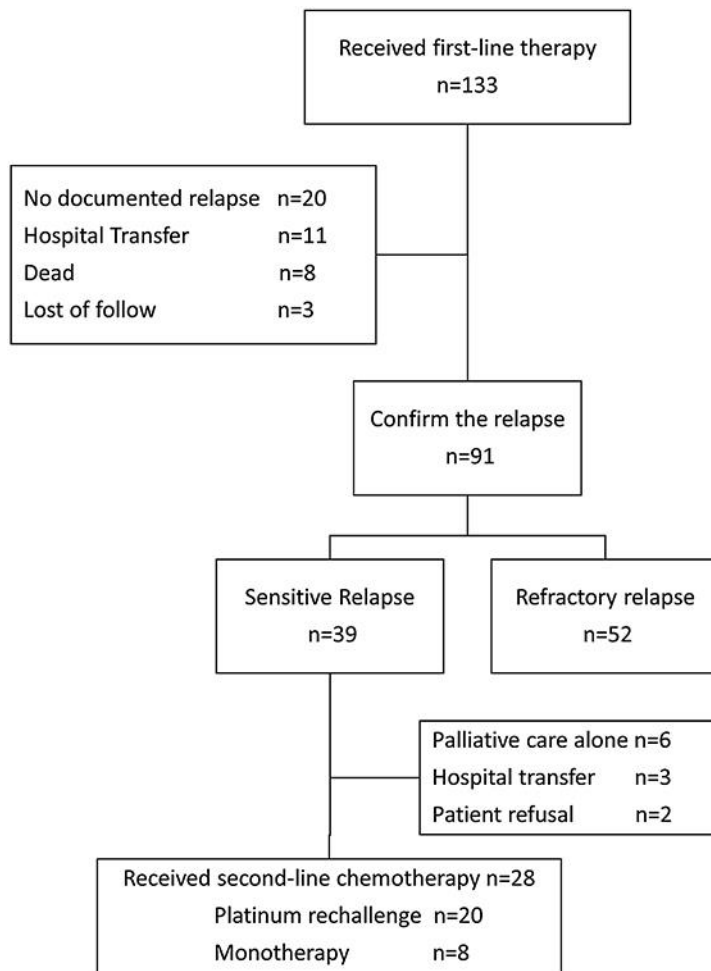 Received first-line therapy
n=133
No documented relapse n=20
Hospital Transfer n=11
Dead n=8
Lost of follow n=3
Confirm the relapse
n=91
Sensitive Relapse
n=39
Refractory relapse
n=52
Palliative care alone n=6
Hospital transfer n=3
Patient refusal n=2
Received second-line chemotherapy n=28
Platinum rechallenge n=20
Monotherapy n=8